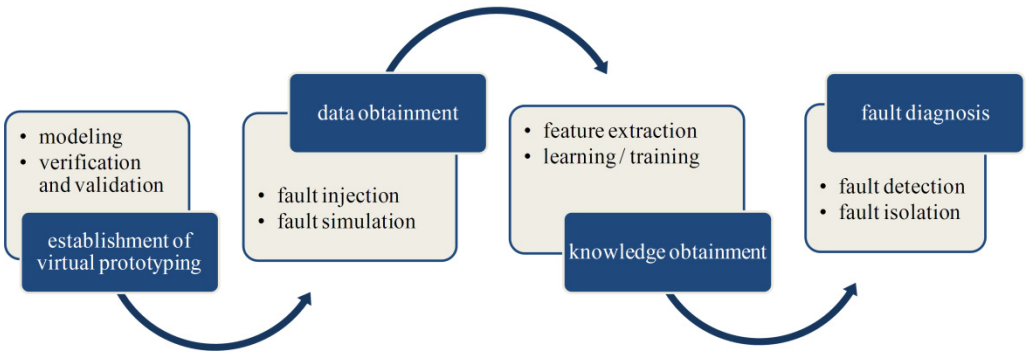 • modeling
• verification
and validation
establishment of
virtual prototyping
data obtainment
• fault injection
• fault simulation
• feature extraction
• learning / training
knowledge obtainment
fault diagnosis
• fault detection
• fault isolation